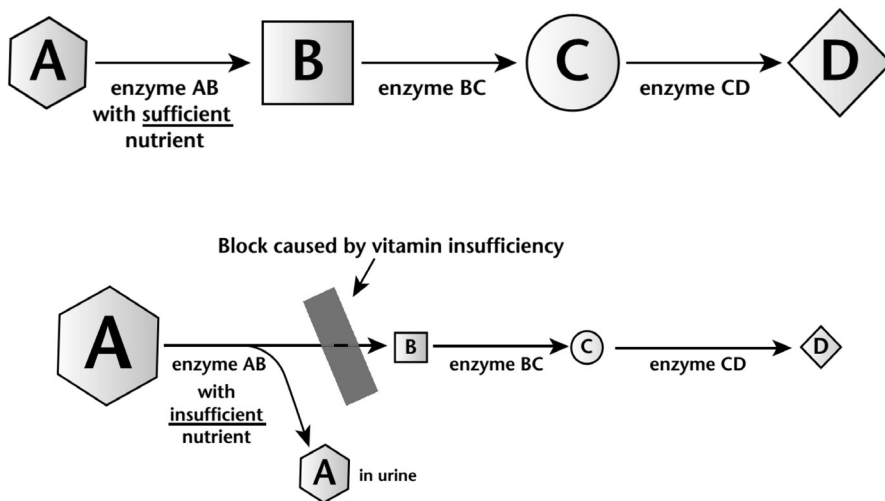 A
B
C
D
enzyme AB
with sufficient
nutrient
enzyme BC
enzyme CD
Block caused by vitamin insufficiency
A
B
C
D
enzyme AB
with
insufficient
nutrient
enzyme BC
enzyme CD
A in urine